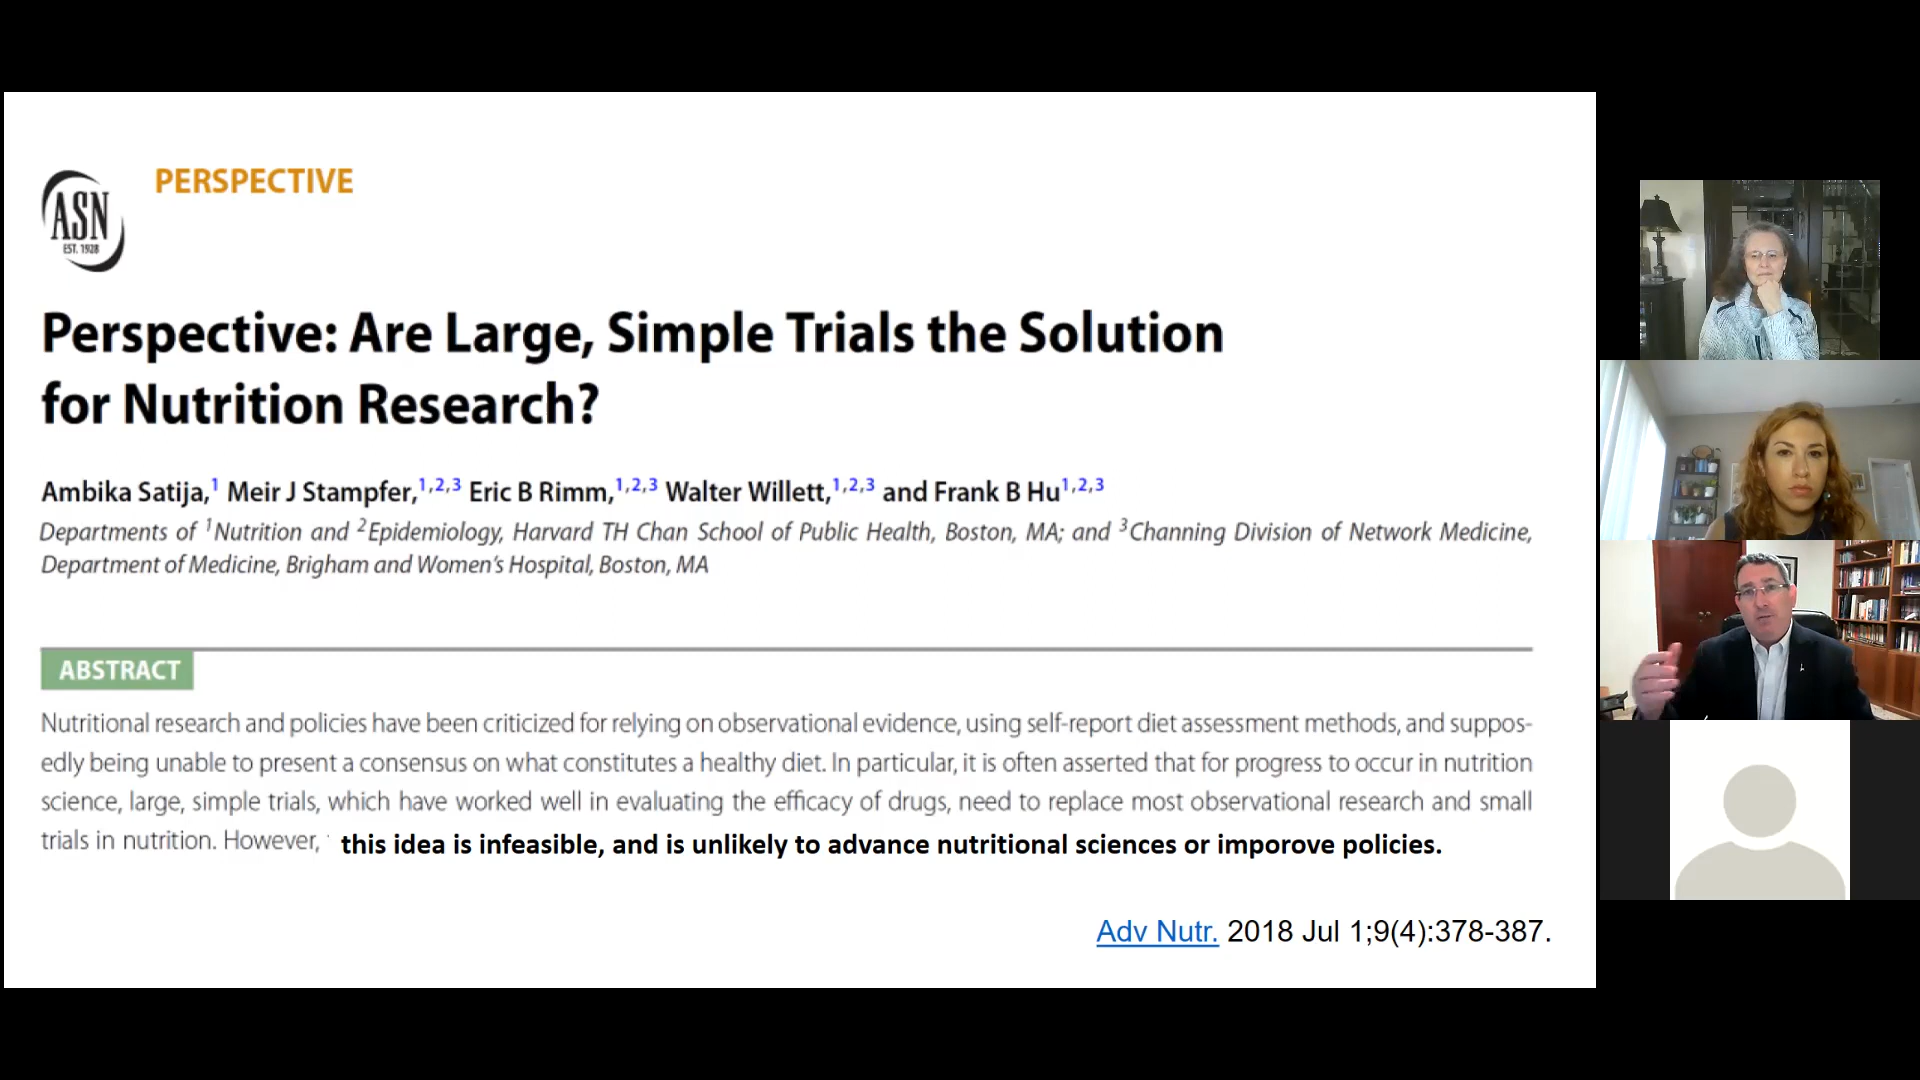 ASN
EST. 1928
PERSPECTIVE
Perspective: Are Large, Simple Trials the Solution
for Nutrition Research?
Ambika Satija,1 Meir J Stampfer,1,2,3 Eric B Rimm,1,2,3 Walter Willett,1,2,3 and Frank B Hu1,2,3
Departments of 1Nutrition and 2Epidemiology, Harvard TH Chan School of Public Health, Boston, MA; and 3Channing Division of Network Medicine,
Department of Medicine, Brigham and Women's Hospital, Boston, MA
ABSTRACT
Nutritional research and policies have been criticized for relying on observational evidence, using self-report diet assessment methods, and suppos-
edly being unable to present a consensus on what constitutes a healthy diet. In particular, it is often asserted that for progress to occur in nutrition
science, large, simple trials, which have worked well in evaluating the efficacy of drugs, need to replace most observational research and small
trials in nutrition. However, this idea is infeasible, and is unlikely to advance nutritional sciences or imporove policies.
Adv Nutr. 2018 Jul 1;9(4):378-387.